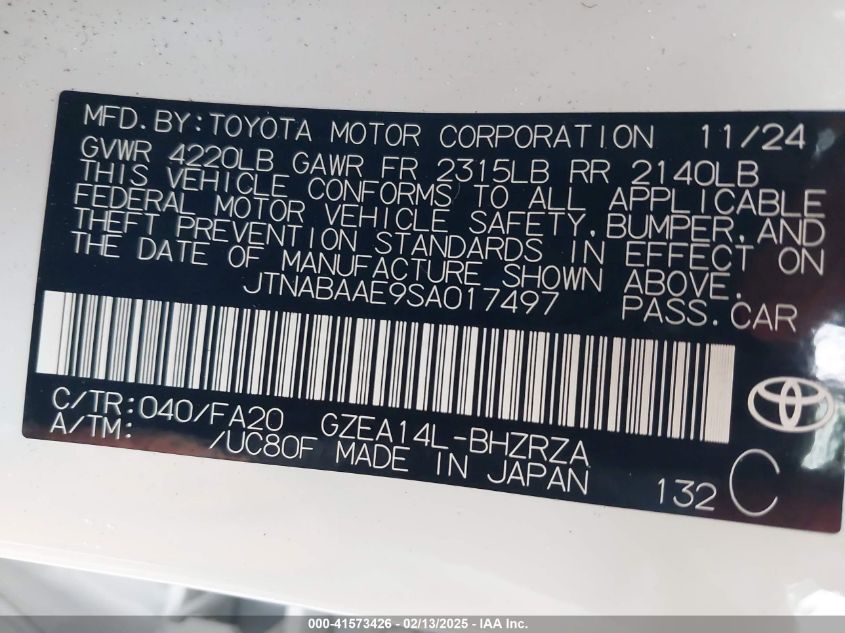 MFD.BY:TOYOTA MOTOR CORPORATION 11/24
GVWR 4220LB GAWR FR 2315LB RR 2140LB
THIS VEHICLE CONFORMS TO ALL APPLICABLE
FEDERAL MOTOR VEHICLE SAFETY, BUMPER, AND
THEFT PREVENTION STANDARDS IN EFFECT ON
THE DATE OF MANUFACTURE SHOWN ABOVE.
JTNABAAE9SA017497 PASS.CAR
C/TR:040/FA20 GZEA14L-BHZRZA
A/TM: /UC80F MADE IN JAPAN
132 C
000-41573426 - 02/13/2025 - IAA Inc.